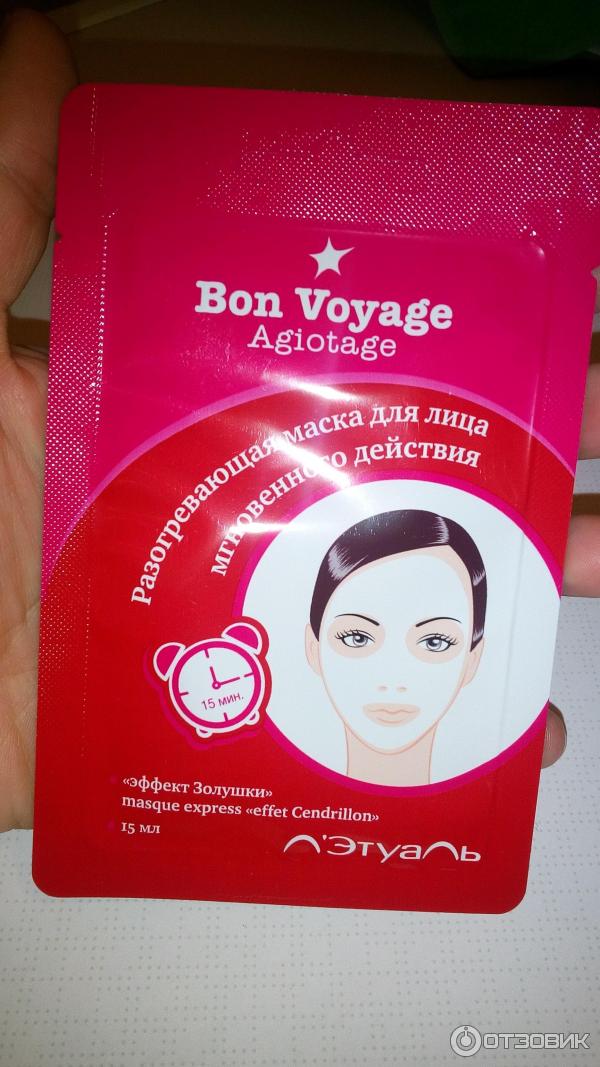 Bon Voyage
Agiotage
Разогревающая маска для лица
мгновенного действия
15 мин.
«эффект Золушки»
masque express «effet Cendrillon»
15 мл
Л'Этуаль
ОТЗОВИК